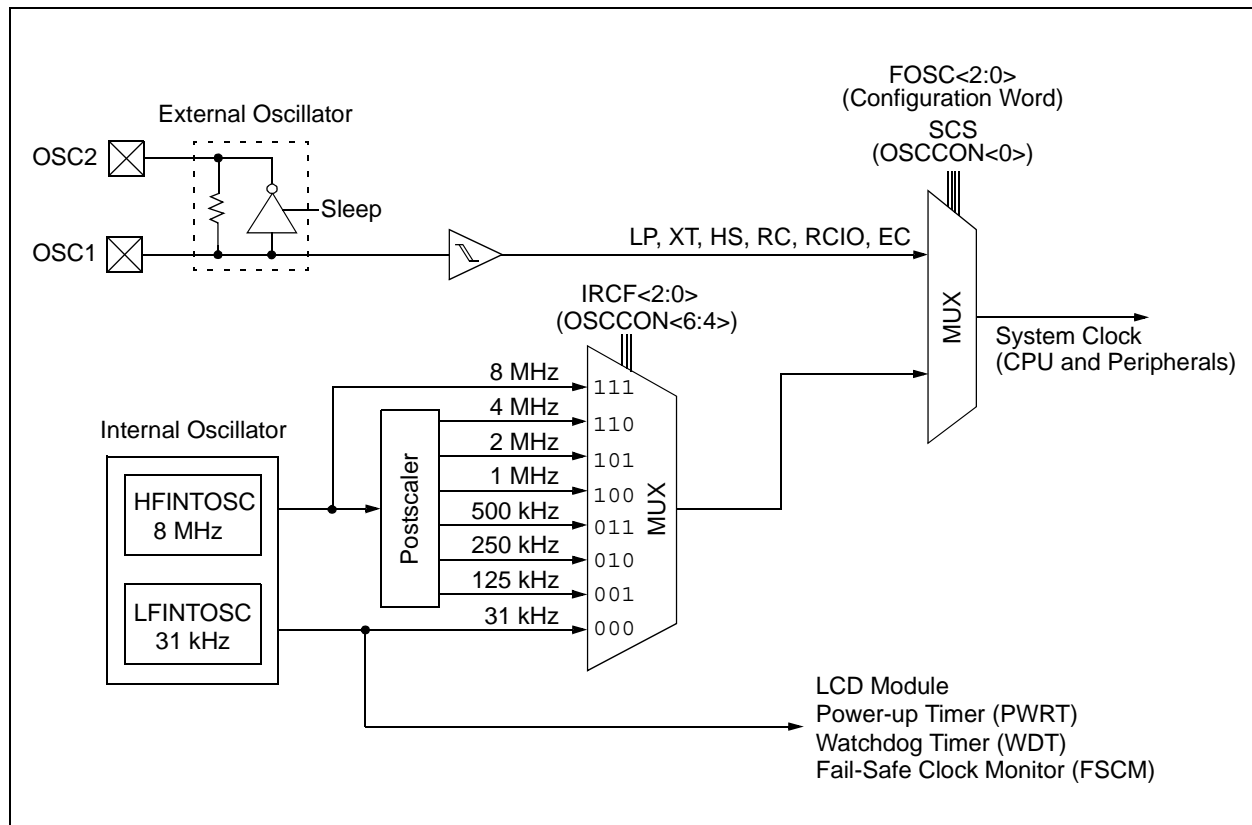 FOSC<2:0>
(Configuration Word)
SCS
(OSCCON<0>)
External Oscillator
OSC2
Sleep
OSC1
LP, XT, HS, RC, RCIO, EC
MUX
System Clock
(CPU and Peripherals)
IRCF<2:0>
(OSCCON<6:4>)
8 MHz
111
4 MHz
110
2 MHz
101
1 MHz
100
500 kHz
011
250 kHz
010
125 kHz
001
31 kHz
000
MUX
Postscaler
Internal Oscillator
HFINTOSC
8 MHz
LFINTOSC
31 kHz
LCD Module
Power-up Timer (PWRT)
Watchdog Timer (WDT)
Fail-Safe Clock Monitor (FSCM)